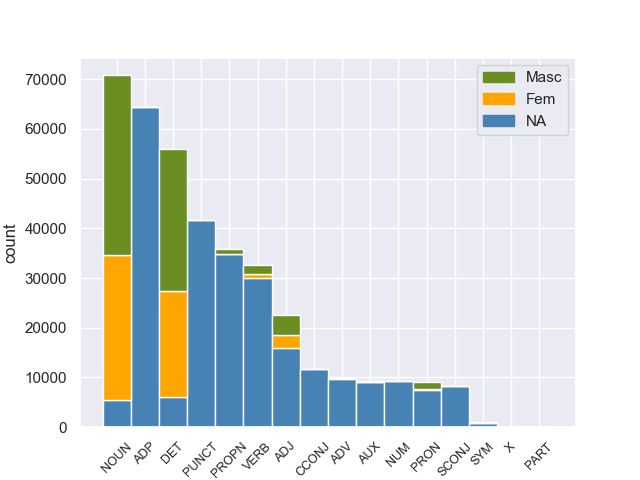 Masc
Fem
NA
70000
60000
50000
40000
30000
20000
10000
0
count
NOUN
ADP
DET
PUNCT
PROPN
VERB
ADJ
CCONJ
ADV
AUX
NUM
PRON
SCONJ
SYM
X
PART